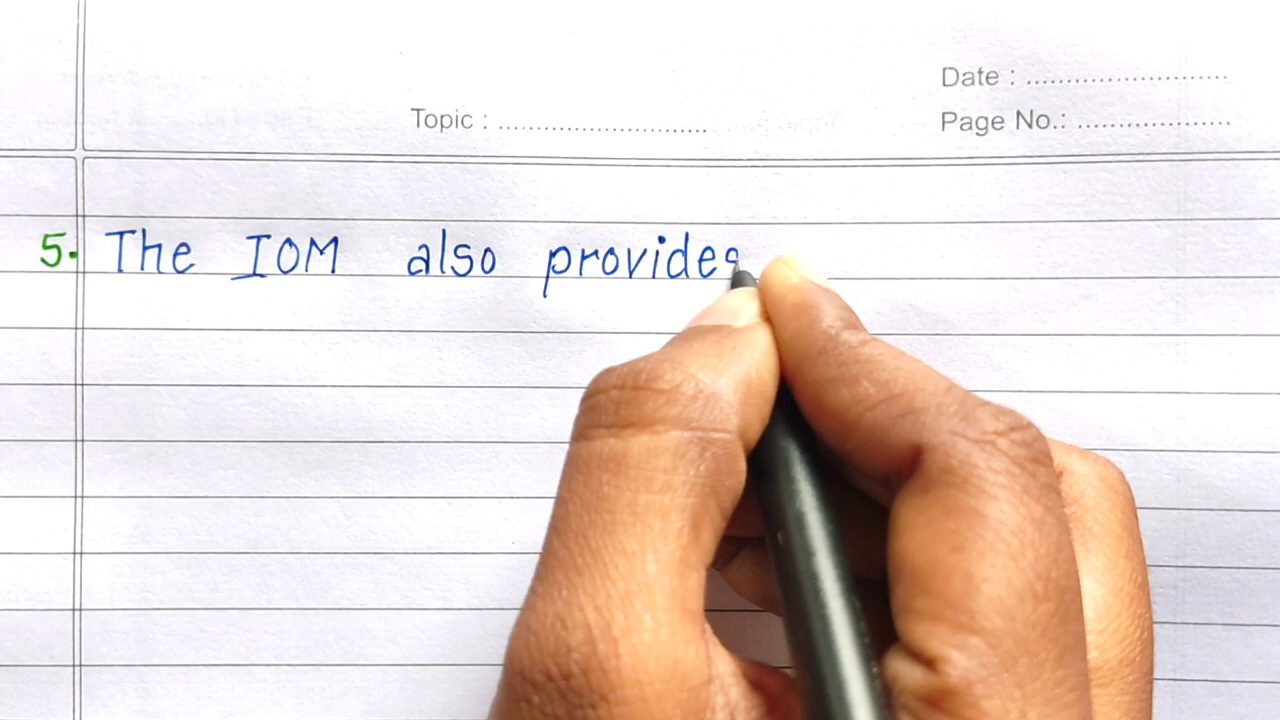 Date : ..........................
Topic : ............................
Page No.: ....................
5. The IOM also provides